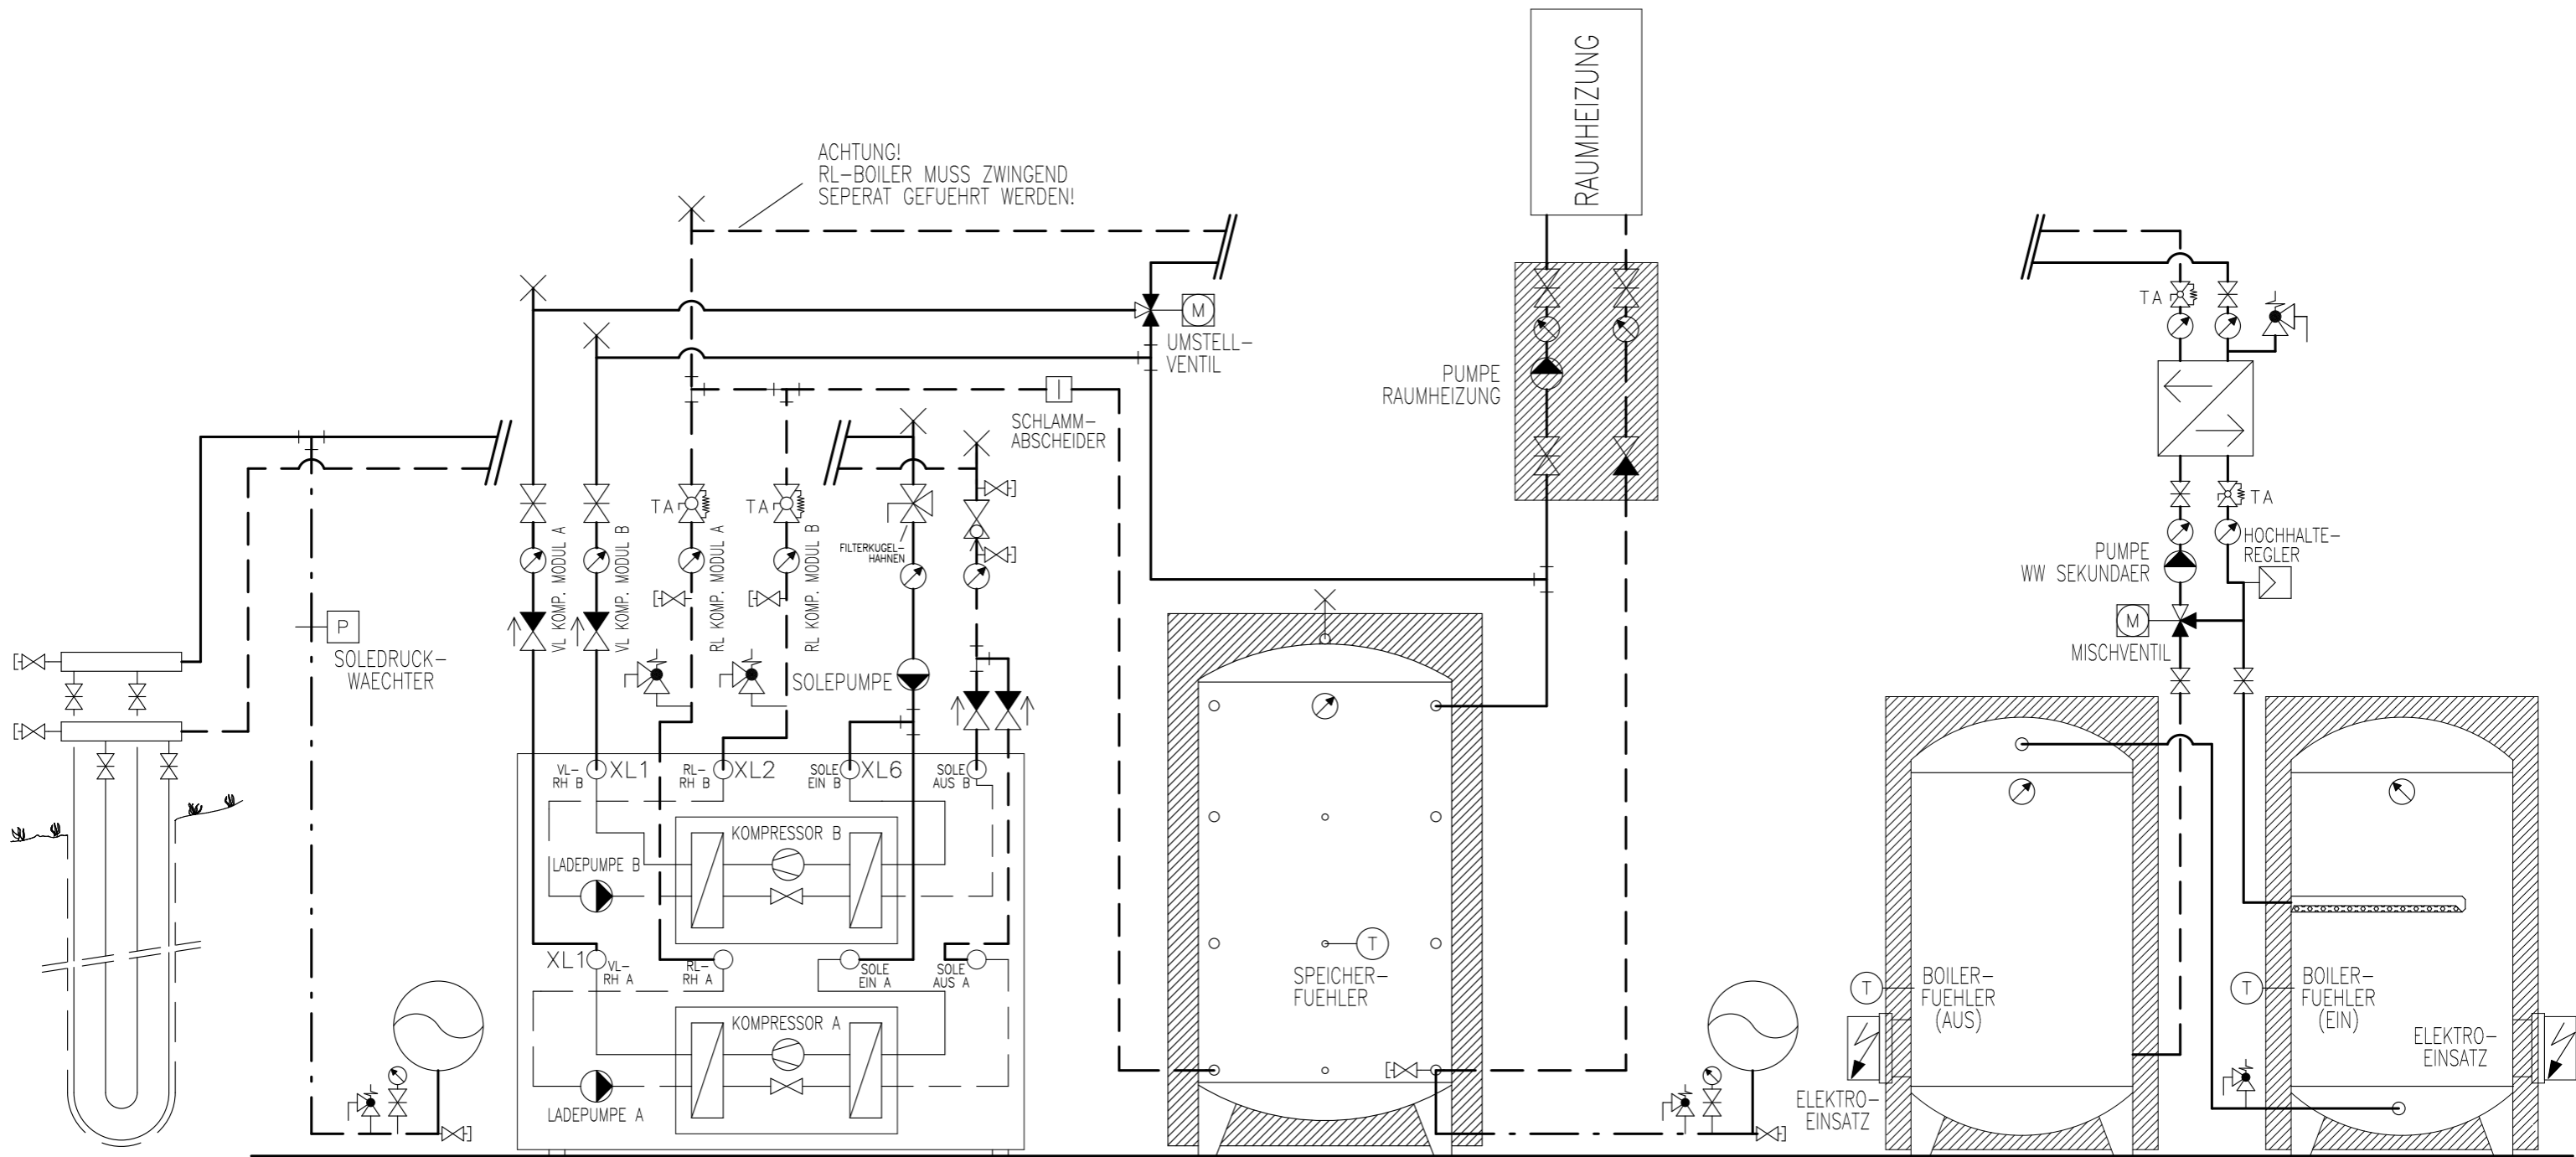 RAUMHEIZUNG
ACHTUNG!
RL-BOILER MUSS ZWINGEND
SEPERAT GEFUEHRT WERDEN!
M
UMSTELL-
VENTIL
PUMPE
RAUMHEIZUNG
SCHLAMM-
ABSCHEIDER
TA
TA
TA
TA
VL KOMP. MODUL A
VL KOMP. MODUL B
RL KOMP. MODUL A
RL KOMP. MODUL B
FILTERKUGEL-
HAHNEN
P
SOLEDRUCK-
WAECHTER
SOLEPUMPE
HOCHHALTE-
REGLER
PUMPE
WW SEKUNDAER
M
MISCHVENTIL
VL-
RH B
XL1
RL-
RH B
XL2
SOLE
EIN B
XL6
SOLE
AUS B
KOMPRESSOR B
LADEPUMPE B
XL1
VL-
RH A
RL-
RH A
SOLE
EIN A
SOLE
AUS A
KOMPRESSOR A
LADEPUMPE A
T
SPEICHER-
FUEHLER
T
BOILER-
FUEHLER
(AUS)
ELEKTRO-
EINSATZ
T
BOILER-
FUEHLER
(EIN)
ELEKTRO-
EINSATZ